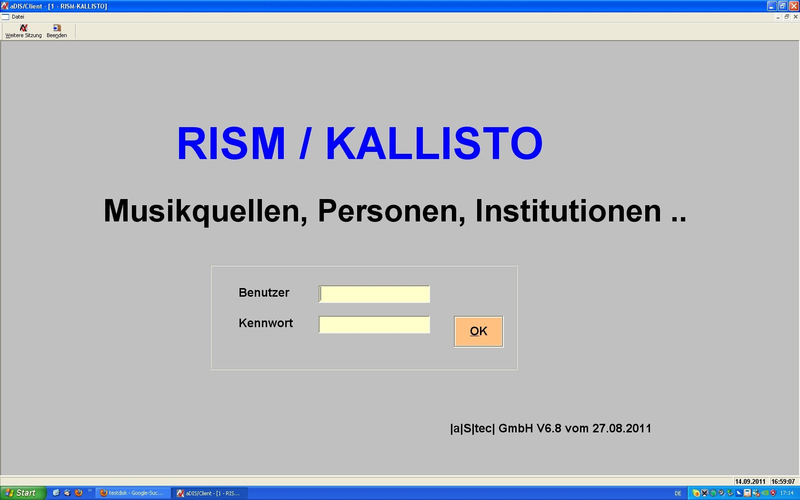 aDIS/Client - [1 - RISM-KALLISTO]
Datei
Weitere Sitzung Beenden
RISM / KALLISTO
Musikquellen, Personen, Institutionen ..
Benutzer
Kennwort
OK
|a|S|tec| GmbH V6.8 vom 27.08.2011
14.09.2011 16:59:07
Start testdisk - Google-Suc... aDIS/Client - [1 - RIS... DE 17:14